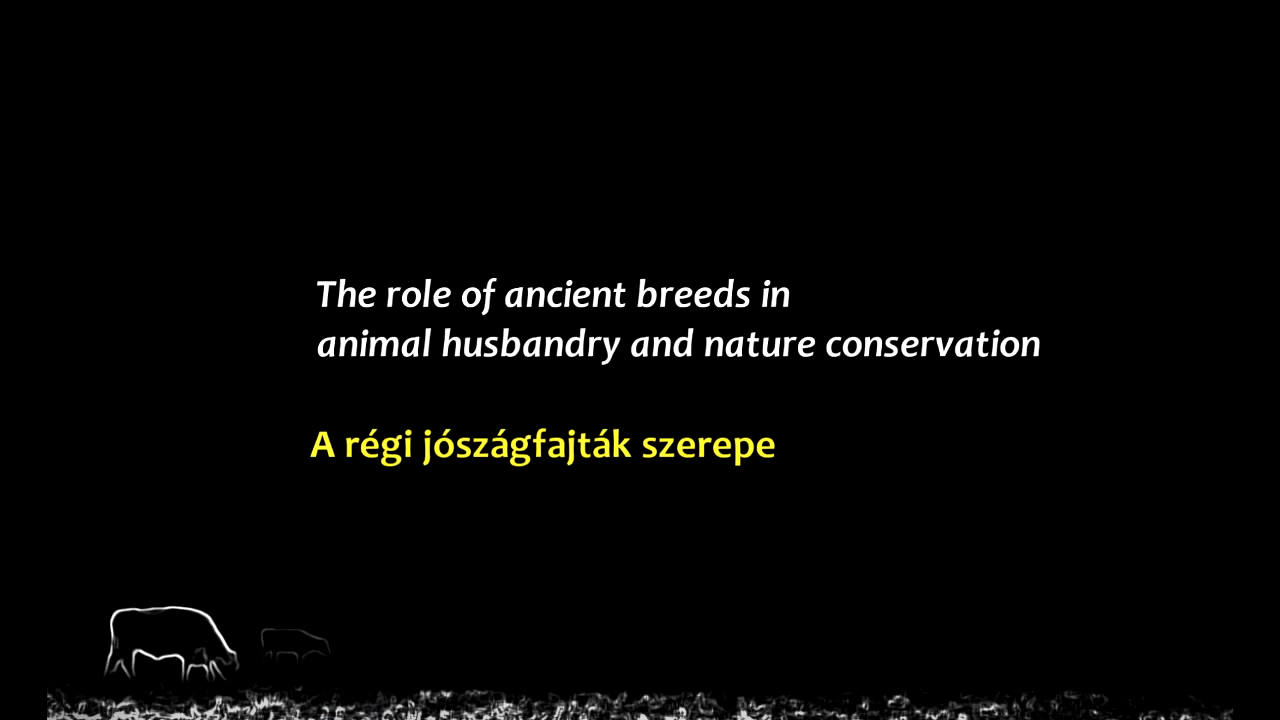 The role of ancient breeds in
animal husbandry and nature conservation
A régi jószágfajták szerepe